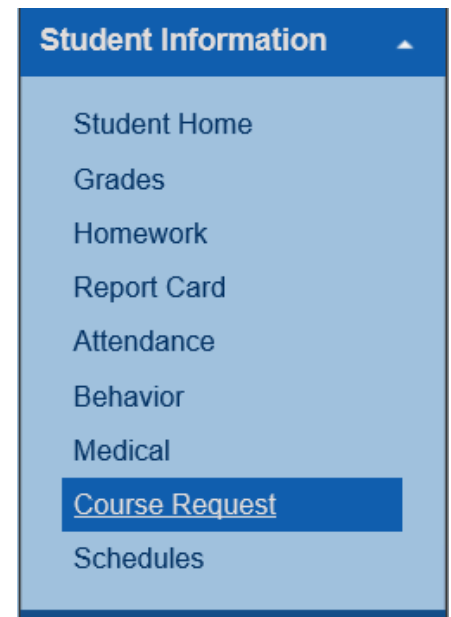 Student Information
Student Home
Grades
Homework
Report Card
Attendance
Behavior
Medical
Course Request
Schedules